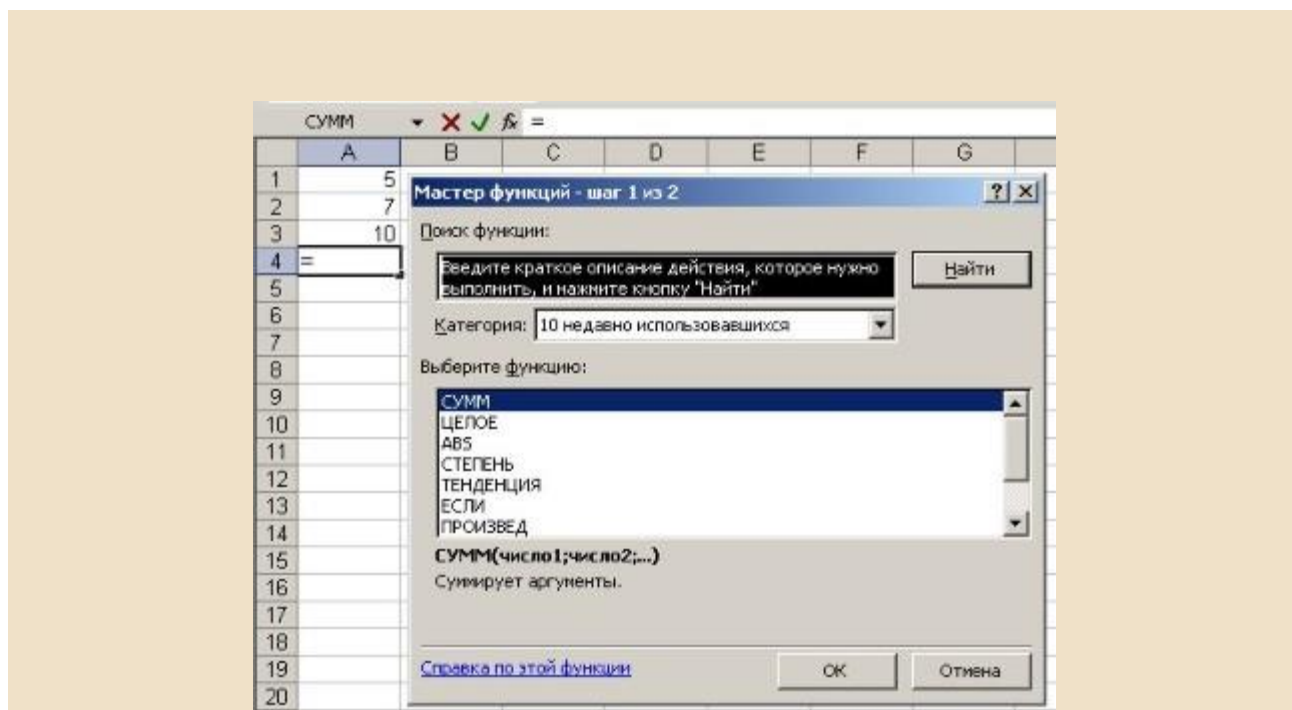 СУММ fx =
A B C D E F G
1 5
2 7
3 10
4 =
5
6
7
8
9
10
11
12
13
14
15
16
17
18
19
20
Мастер функций - шаг 1 из 2
Поиск функции:
Введите краткое описание действия, которое нужно
выполнить, и нажмите кнопку "Найти"
Найти
Категория: 10 недавно использовавшихся
Выберите функцию:
СУММ
ЦЕЛОЕ
ABS
СТЕПЕНЬ
ТЕНДЕНЦИЯ
ЕСЛИ
ПРОИЗВЕД
СУММ(число1;число2;...)
Суммирует аргументы.
Справка по этой функции
ОК Отмена